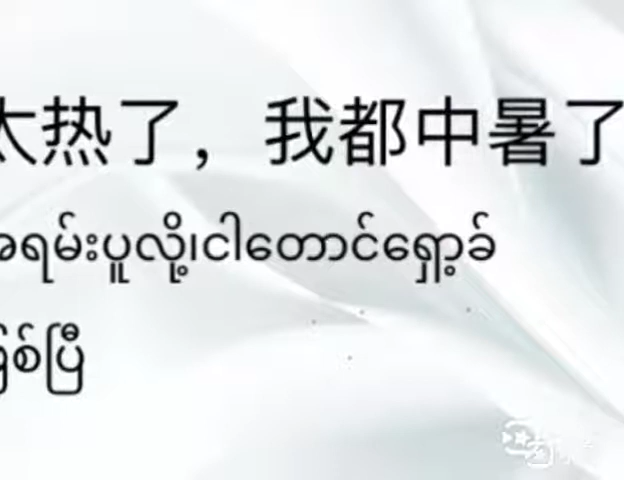 太热了，我都中暑了
အရမ်းပူလို့၊ငါတောင်ရှော့ခ်
ဖြစ်ပြီ